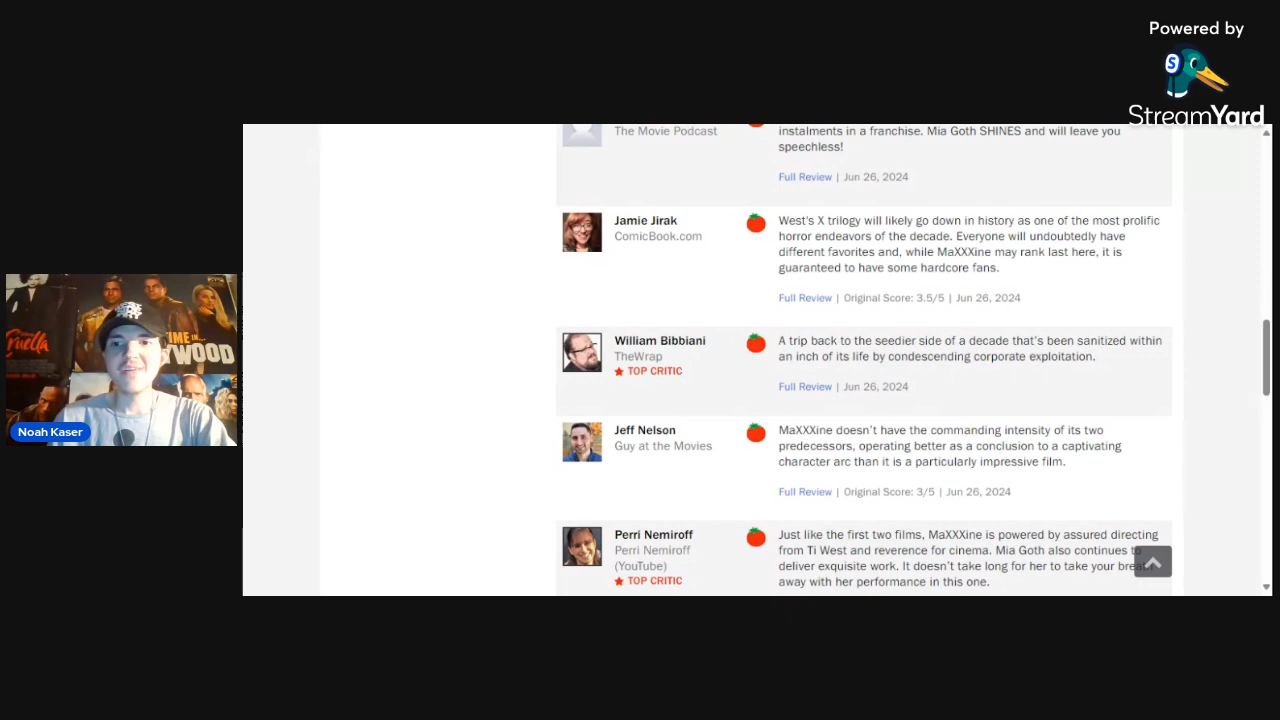 Powered by
S
StreamYard
The Movie Podcast
instalments in a franchise. Mia Goth SHINES and will leave you
speechless!
Full Review | Jun 26, 2024
Jamie Jirak
ComicBook.com
West's X trilogy will likely go down in history as one of the most prolific
horror endeavors of the decade. Everyone will undoubtedly have
different favorites and, while MaXXXine may rank last here, it is
guaranteed to have some hardcore fans.
Full Review | Original Score: 3.5/5 | Jun 26, 2024
William Bibbiani
TheWrap
TOP CRITIC
A trip back to the seedier side of a decade that's been sanitized within
an inch of its life by condescending corporate exploitation.
Full Review | Jun 26, 2024
Jeff Nelson
Guy at the Movies
MaXXXine doesn't have the commanding intensity of its two
predecessors, operating better as a conclusion to a captivating
character arc than it is a particularly impressive film.
Full Review | Original Score: 3/5 | Jun 26, 2024
Perri Nemiroff
Perri Nemiroff
(YouTube)
TOP CRITIC
Just like the first two films, MaXXXine is powered by assured directing
from Ti West and reverence for cinema. Mia Goth also continues to
deliver exquisite work. It doesn't take long for her to take your breath
away with her performance in this one.
Cruella
TIME IN...
YWOOD
Noah Kaser